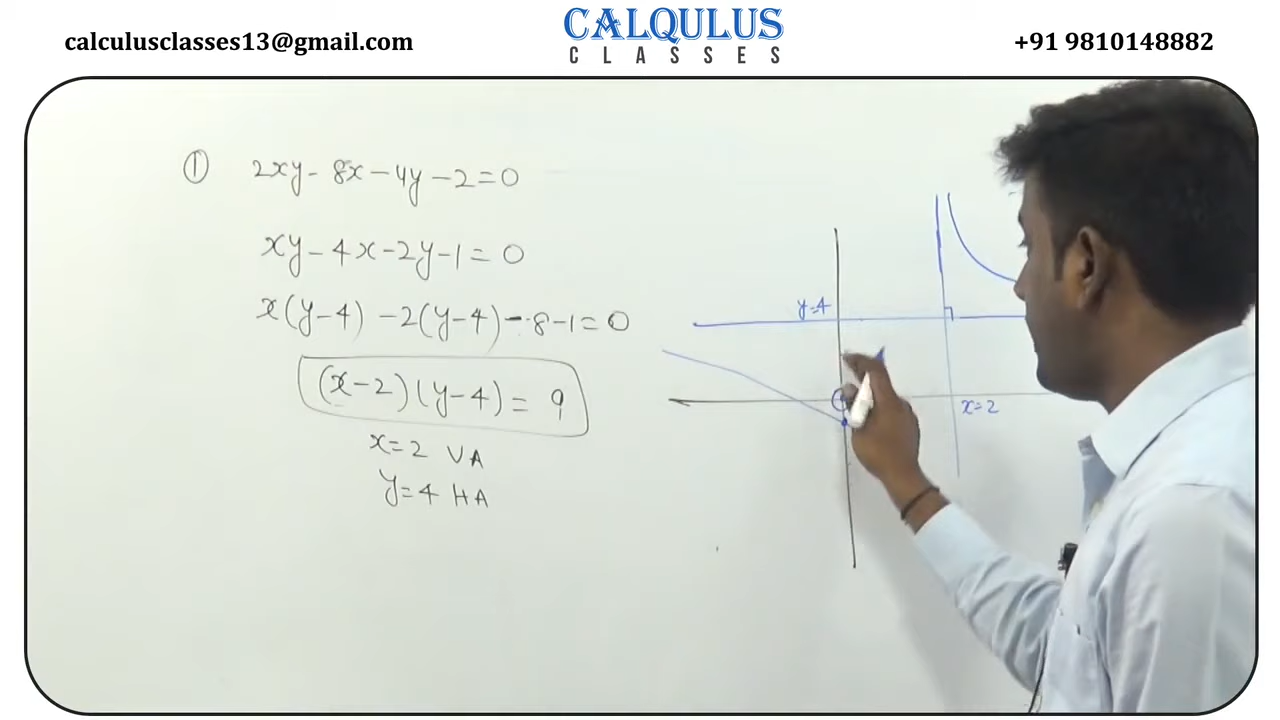 calculusclasses13@gmail.com
CALQULUS
CLASSES
+91 9810148882
① 2xy - 8x - 4y - 2 = 0
xy - 4x - 2y - 1 = 0
x(y-4) - 2(y-4) - 8 - 1 = 0
(x-2)(y-4) = 9
x=2 VA
y=4 HA
y=4
x=2